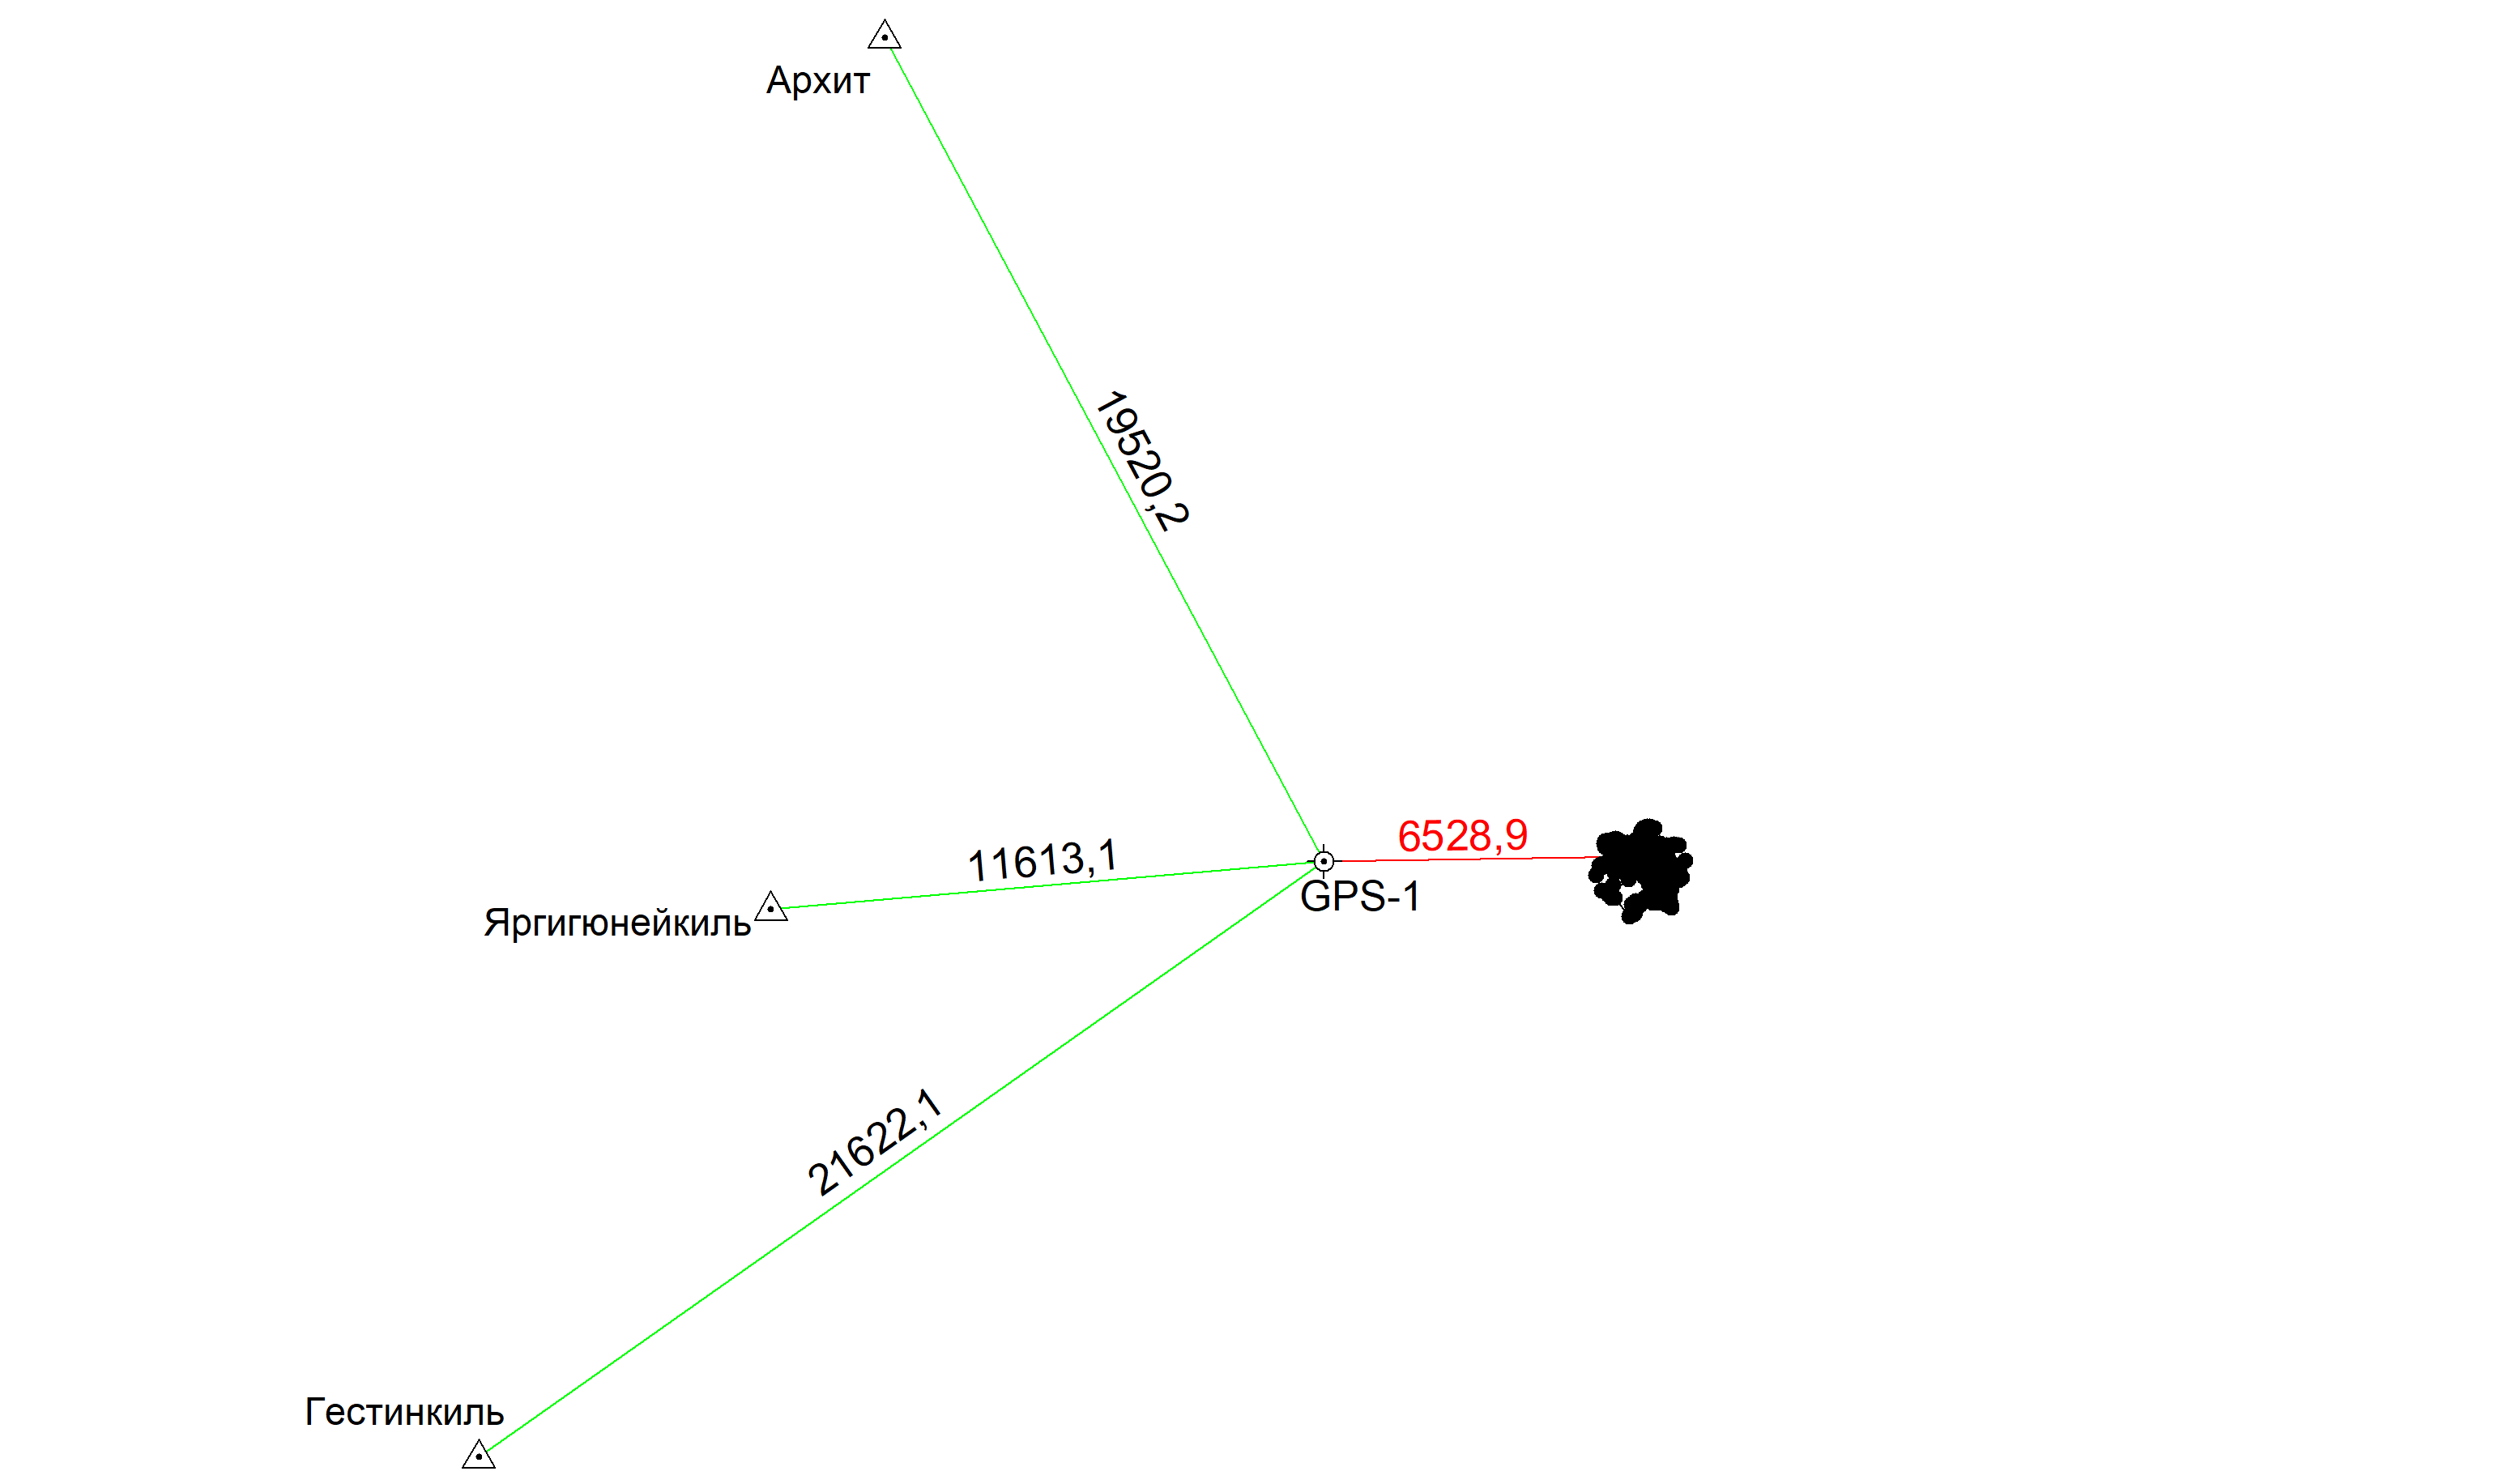 Архит
19520,2
6528,9
11613,1
GPS-1
Яргигюнейкиль
21622,1
Гестинкиль